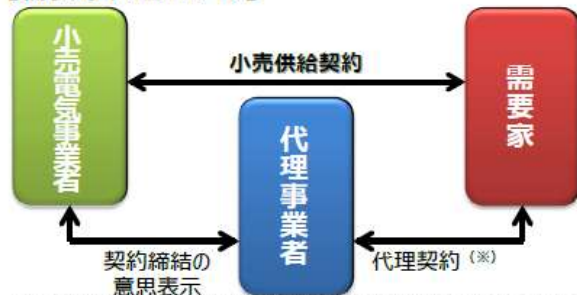 小売電気事業者
小売供給契約
需要家
代理事業者
契約締結の
意思表示
代理契約(※)